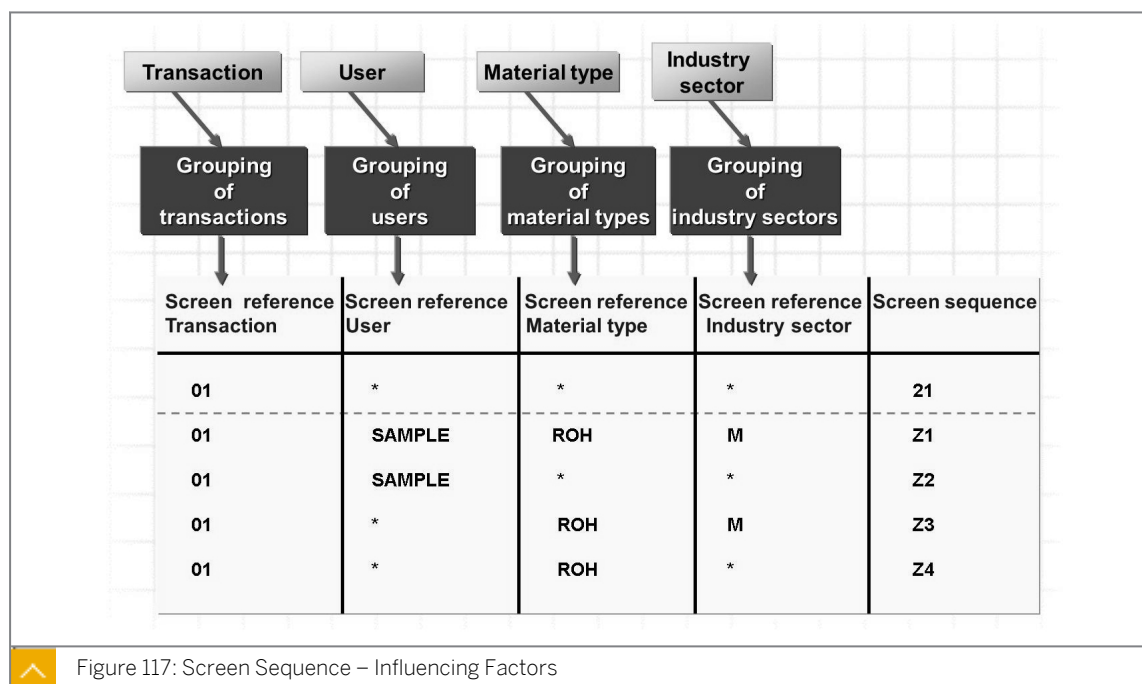 Transaction
User
Material type
Industry
sector
Grouping
of
transactions
Grouping
of
users
Grouping
of
material types
Grouping
of
industry sectors
Screen reference
Transaction
Screen reference
User
Screen reference
Material type
Screen reference
Industry sector
Screen sequence
01 * * * 21
01 SAMPLE ROH M Z1
01 SAMPLE * * Z2
01 * ROH M Z3
01 * ROH * Z4
Figure 117: Screen Sequence – Influencing Factors